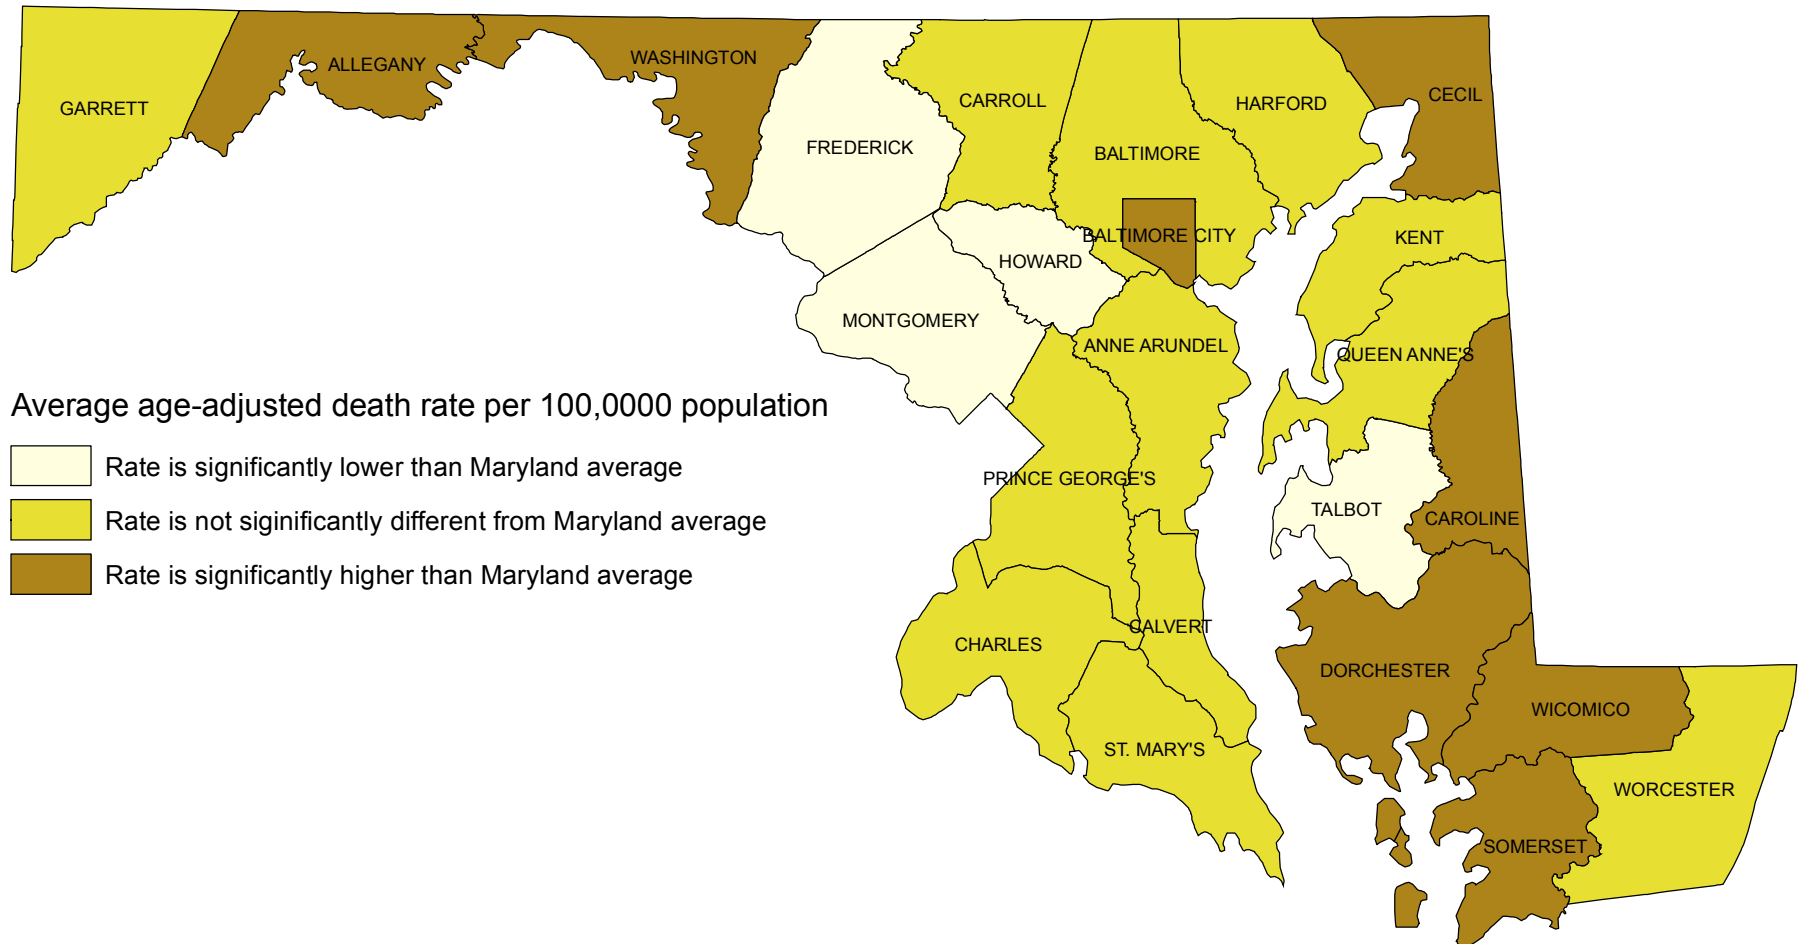 WASHINGTON
ALLEGANY
CECIL
CARROLL
HARFORD
GARRETT
FREDERICK
BALTIMORE
BALTIMORE CITY
KENT
HOWARD
MONTGOMERY
ANNE ARUNDEL
QUEEN ANNE'S
Average age-adjusted death rate per 100,0000 population
Rate is significantly lower than Maryland average
PRINCE GEORGE'S
TALBOT
CAROLINE
Rate is not siginificantly different from Maryland average
Rate is significantly higher than Maryland average
CALVERT
CHARLES
DORCHESTER
WICOMICO
ST. MARY'S
WORCESTER
SOMERSET